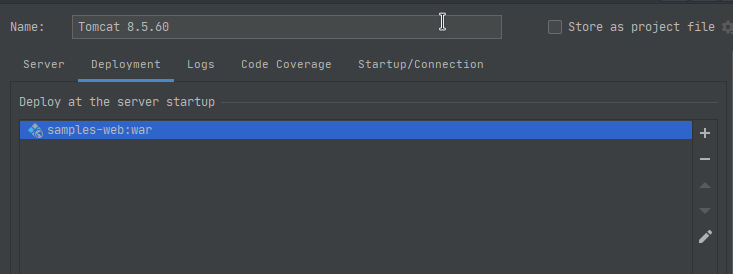 Name: Tomcat 8.5.60 Store as project file
Server Deployment Logs Code Coverage Startup/Connection
Deploy at the server startup
samples-web:war